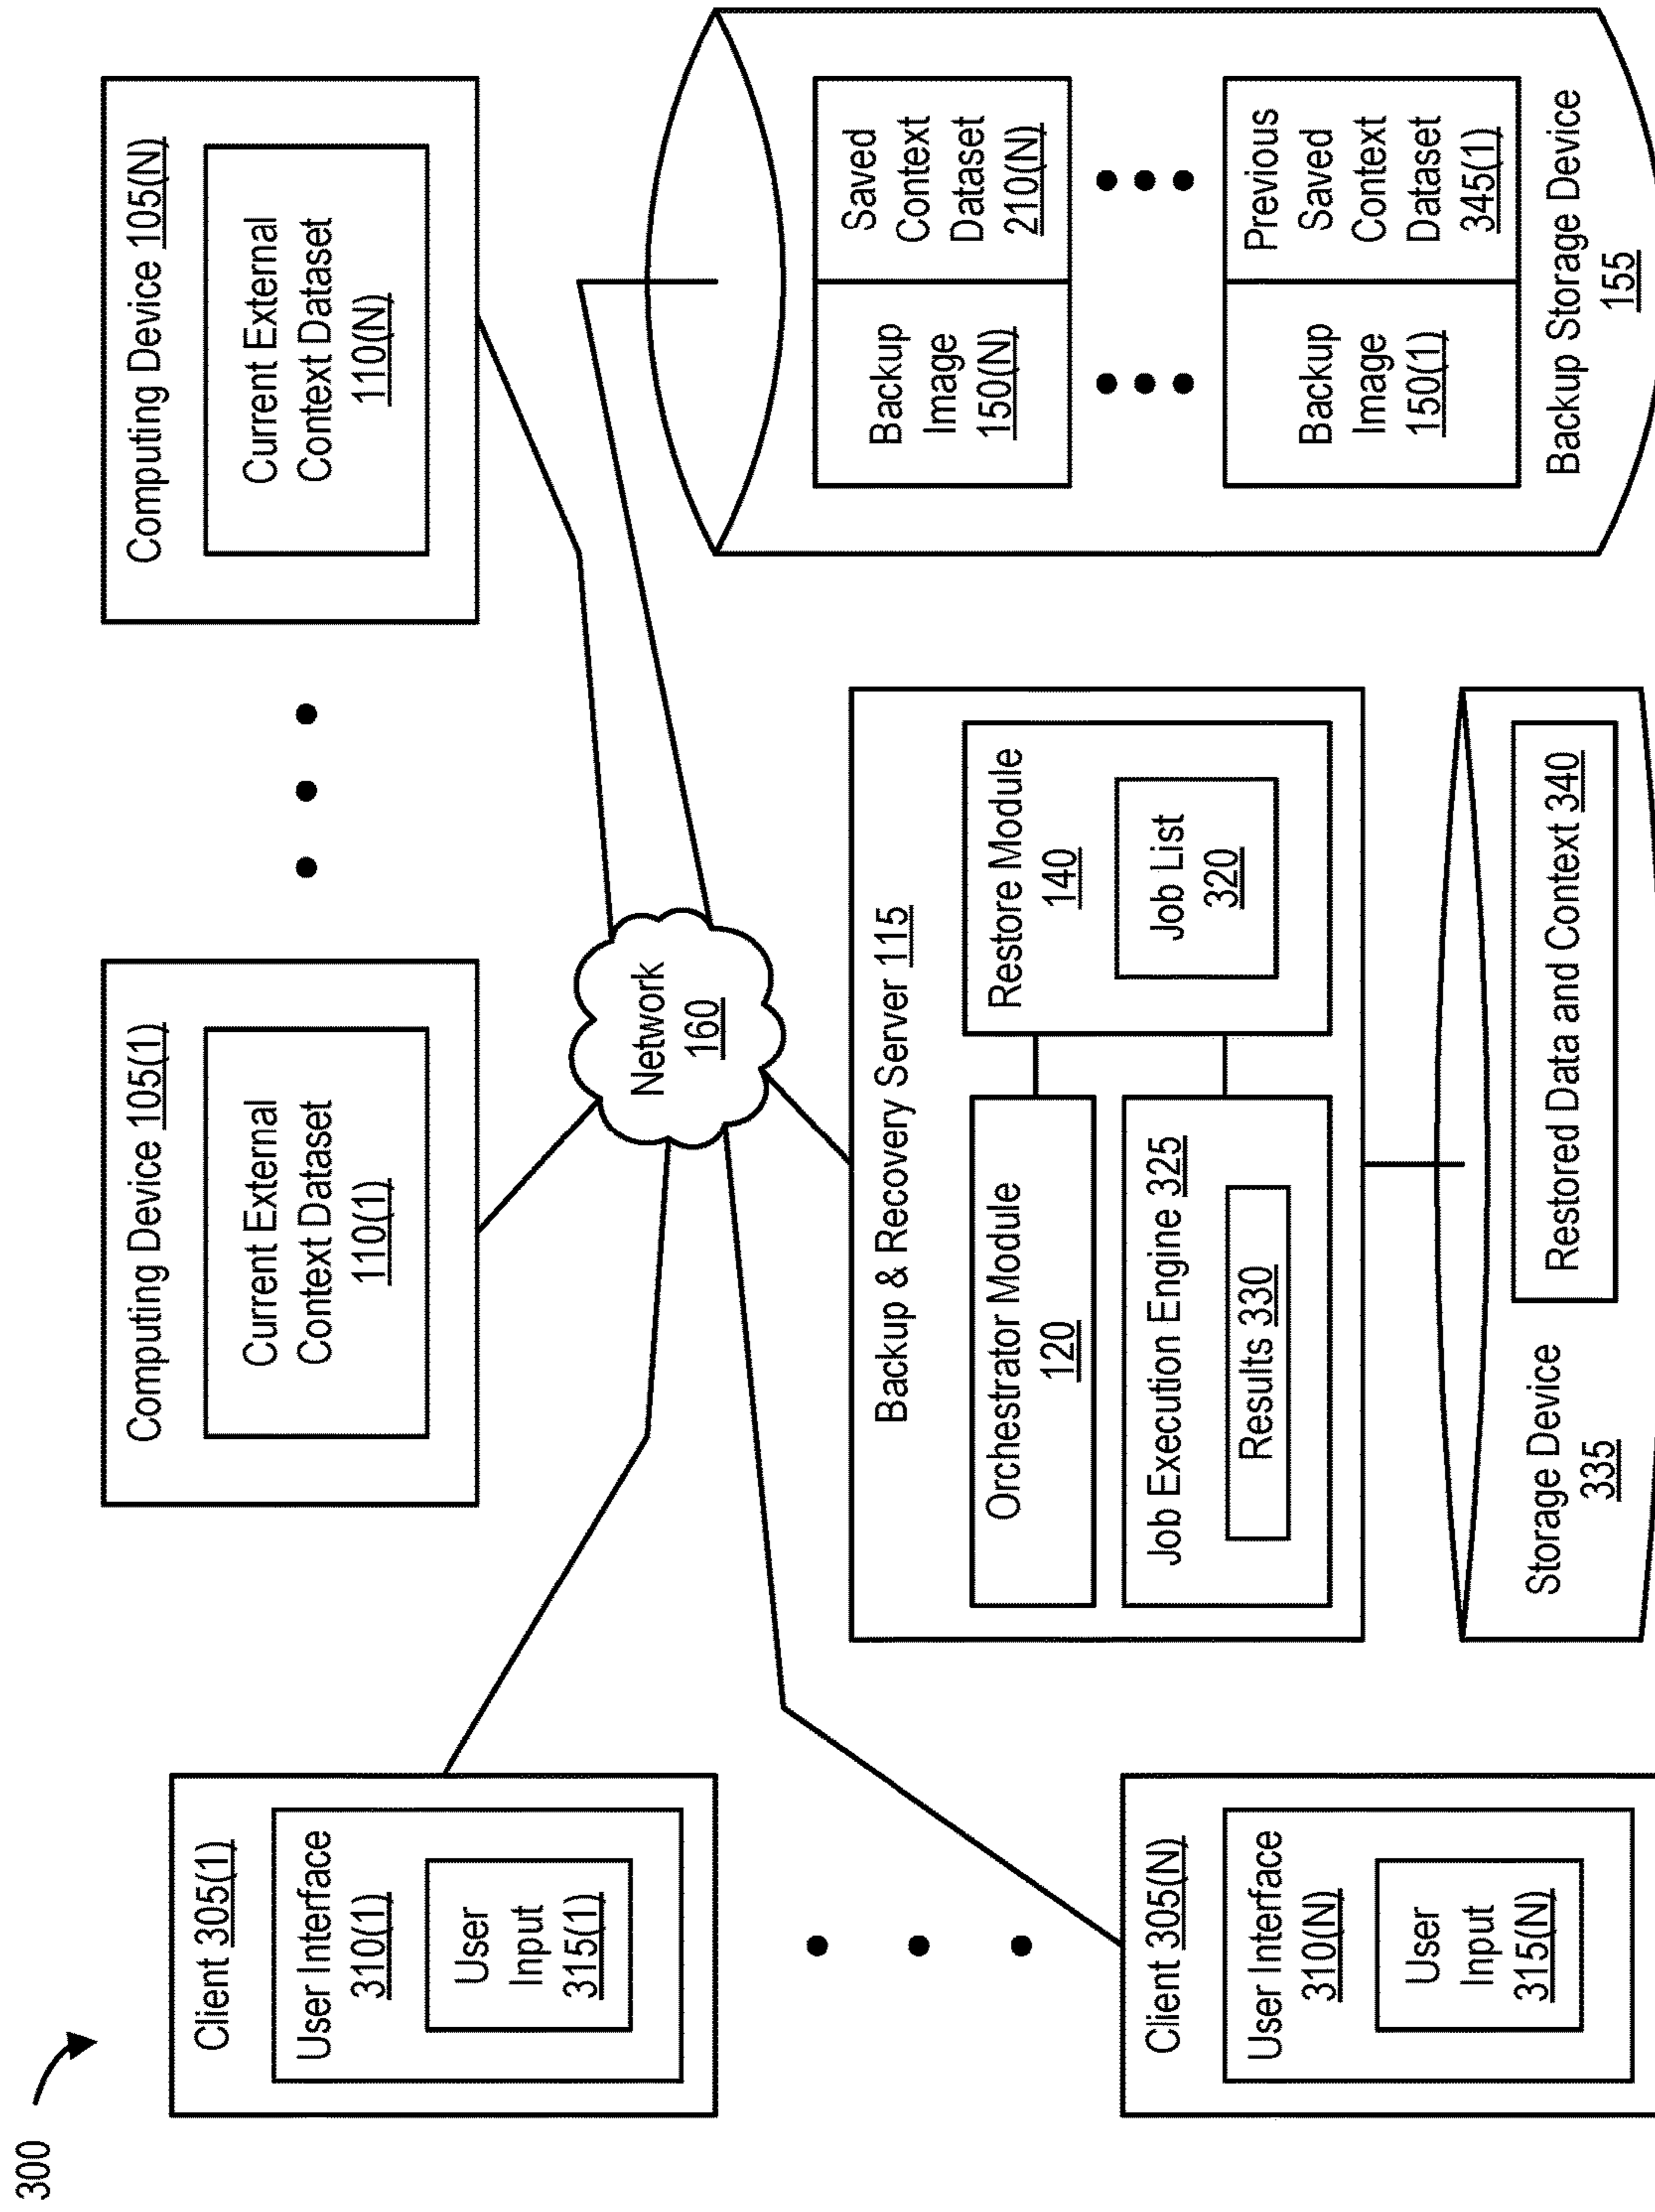 300
Client 305(1)
User Interface
310(1)
User
Input
315(1)
Client 305(N)
User Interface
310(N)
User
Input
315(N)
Computing Device 105(1)
Current External
Context Dataset
110(1)
Computing Device 105(N)
Current External
Context Dataset
110(N)
Network
160
Backup & Recovery Server 115
Orchestrator Module
120
Job Execution Engine 325
Results 330
Restore Module
140
Job List
320
Storage Device
335
Restored Data and Context 340
Backup
Image
150(N)
Saved
Context
Dataset
210(N)
Backup
Image
150(1)
Previous
Saved
Context
Dataset
345(1)
Backup Storage Device
155